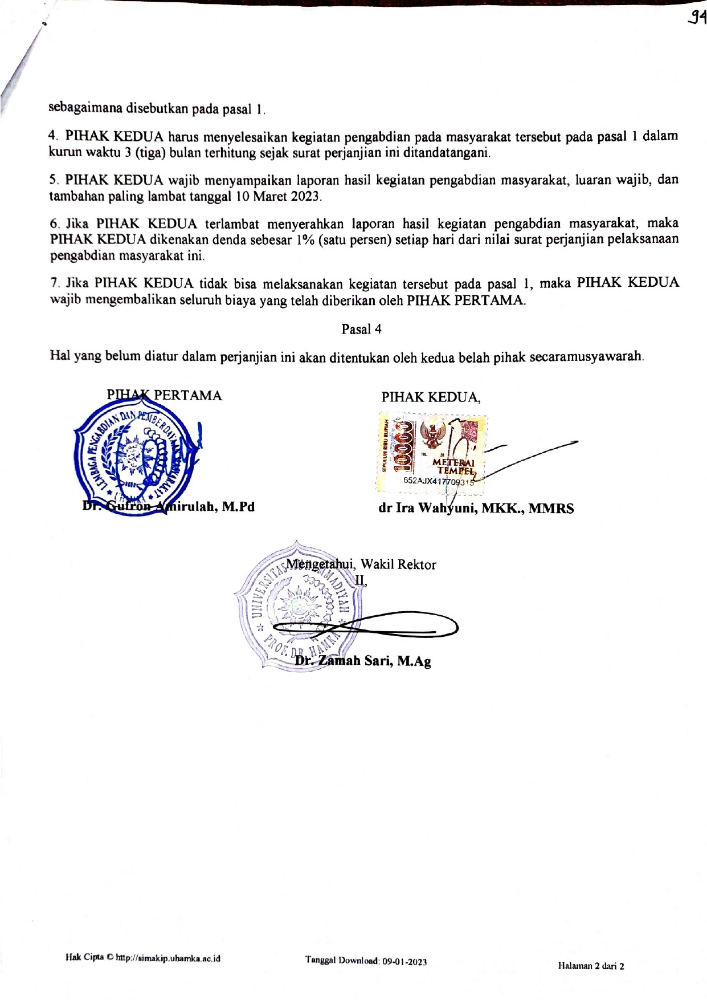 94
sebagaimana disebutkan pada pasal 1.
4. PIHAK KEDUA harus menyelesaikan kegiatan pengabdian pada masyarakat tersebut pada pasal 1 dalam
kurun waktu 3 (tiga) bulan terhitung sejak surat perjanjian ini ditandatangani.
5. PIHAK KEDUA wajib menyampaikan laporan hasil kegiatan pengabdian masyarakat, luaran wajib, dan
tambahan paling lambat tanggal 10 Maret 2023.
6. Jika PIHAK KEDUA terlambat menyerahkan laporan hasil kegiatan pengabdian masyarakat, maka
PIHAK KEDUA dikenakan denda sebesar 1% (satu persen) setiap hari dari nilai surat perjanjian pelaksanaan
pengabdian masyarakat ini.
7. Jika PIHAK KEDUA tidak bisa melaksanakan kegiatan tersebut pada pasal 1, maka PIHAK KEDUA
wajib mengembalikan seluruh biaya yang telah diberikan oleh PIHAK PERTAMA.
Pasal 4
Hal yang belum diatur dalam perjanjian ini akan ditentukan oleh kedua belah pihak secaramusyawarah.
PIHAK PERTAMA
LEMBAGA PENGABDIAN DAN PEMBERDAYAAN MASYARAKAT
UHAMKA
Dr. Gufron Amirulah, M.Pd
PIHAK KEDUA,
SEPULUH RIBU RUPIAH
10000
TGL. 20
METERAI
TEMPEL
652AJX417709315
dr Ira Wahyuni, MKK., MMRS
Mengetahui, Wakil Rektor
II,
UNIVERSITAS MUHAMMADIYAH
PROF. DR. HAMKA
Dr. Zamah Sari, M.Ag
Hak Cipta © http://simakip.uhamka.ac.id
Tanggal Download: 09-01-2023
Halaman 2 dari 2